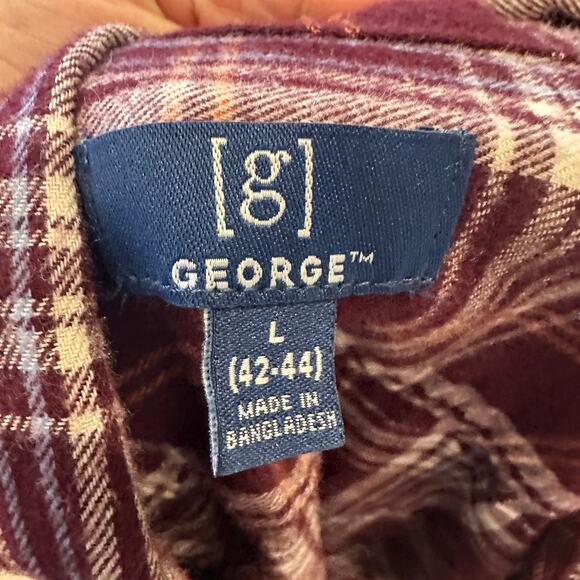 [g]
GEORGE™
L
(42-44)
MADE IN
BANGLADESH